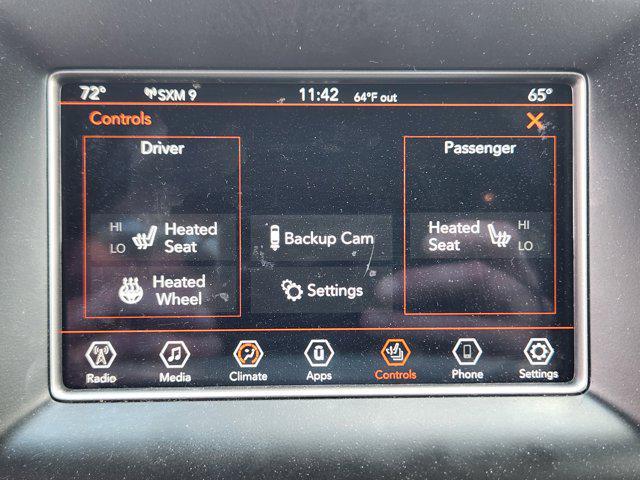 72° SXM 9 11:42 64°F out 65°
Controls
Driver
Passenger
HI
LO
Heated
Seat
Backup Cam
Heated
Seat
HI
LO
Heated
Wheel
Settings
Radio Media Climate Apps Controls Phone Settings